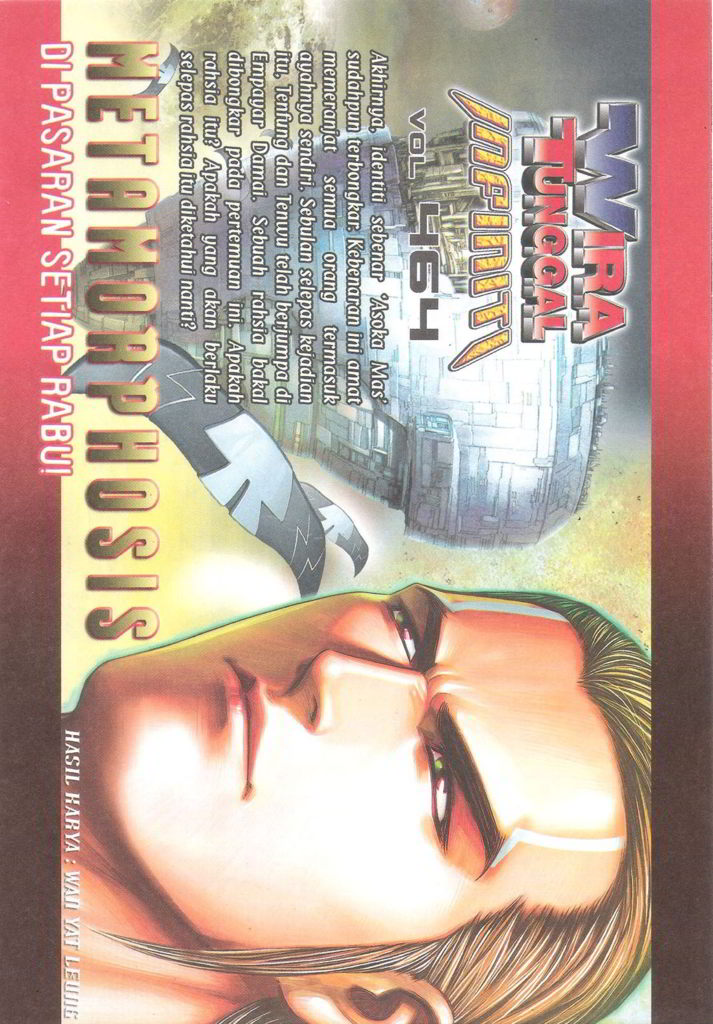 WIRA
TUNGGAL
INFINITI
VOL 464
Akhirnya, identiti sebenar 'Asoka Mas'
sudahpun terbongkar. Kebenaran ini amat
memeranjat semua orang termasuk
ayahnya sendiri. Sebulan selepas kejadian
itu, Tentung dan Tenwu telah berjumpa di
Empayar Damai. Sebuah rahsia bakal
dibongkar pada pertemuan ini. Apakah
rahsia itu? Apakah yang akan berlaku
selepas rahsia itu diketahui nanti?
METAMORPHOSIS
DI PASARAN SETIAP RABU!
HASIL KARYA : WAN YAT LEUNG